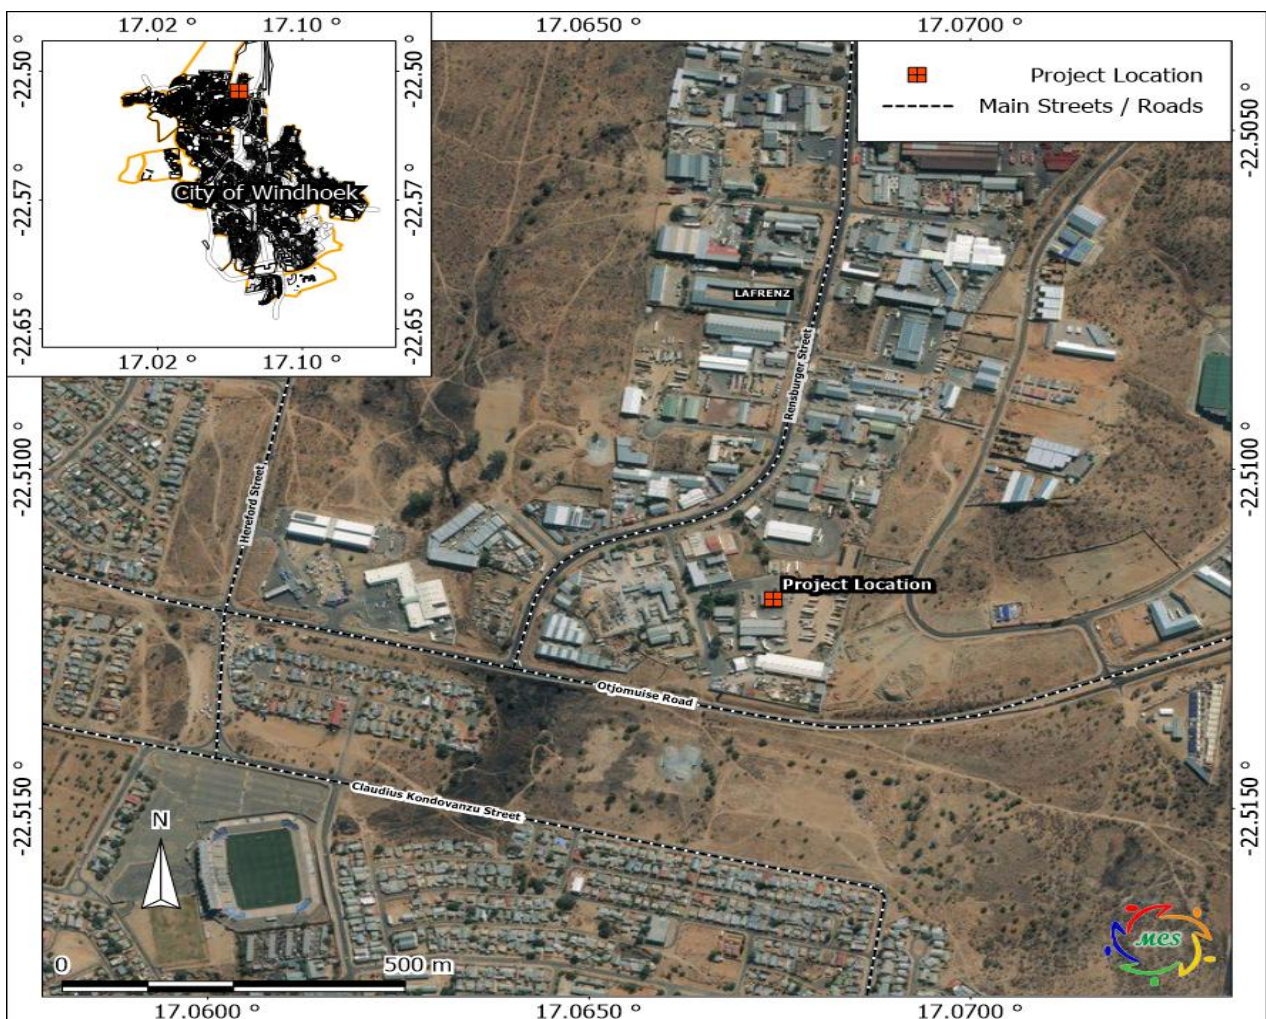 17.02 °
17.10 °
17.0650 °
17.0700 °
-22.50 °
-22.57 °
-22.65 °
-22.50 °
-22.57 °
-22.65 °
City of Windhoek
17.02 °
17.10 °
Project Location
Main Streets / Roads
-22.5050 °
LAFRENZ
Rensburger Street
Hereford Street
-22.5100 °
-22.5100 °
Project Location
Otjomuise Road
Claudius Kondovanzu Street
-22.5150 °
-22.5150 °
N
0
500 m
MCS
17.0600 °
17.0650 °
17.0700 °